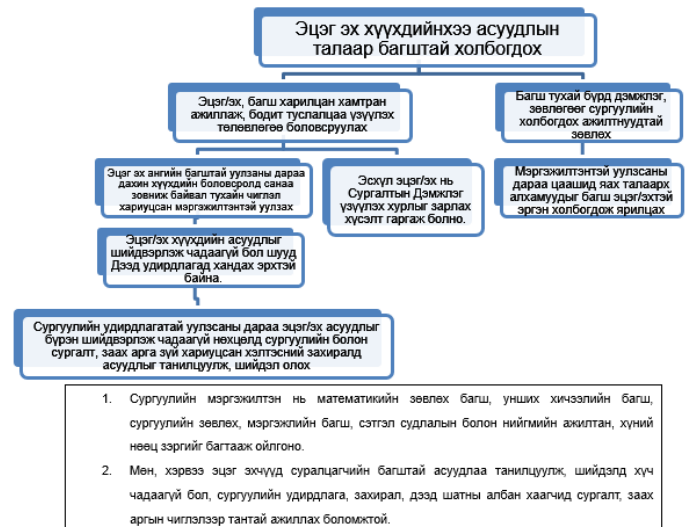 Эцэг эх хүүхдийнхээ асуудлын
талаар багштай холбогдох
Эцэг/эх, багш харилцан хамтран
ажиллаж, бодит туслалцаа үзүүлэх
төлөвлөгөө боловсруулах
Багш тухай бүрд дэмжлэг,
зөвлөгөөг сургуулийн
холбогдох ажилтнуудтай
зөвлөх
Эцэг эх ангийн багштай уулзаны дараа
дахин хүүхдийн боловсролд санаа
зовниж байвал тухайн чиглэл
хариуцсан мэргэжилтэнтэй уулзах
Эсхүл эцэг/эх нь
Сургалтын Дэмжлэг
үзүүлэх хурлыг зарлах
хүсэлт гаргаж болно.
Мэргэжилтэнтэй уулзсаны
дараа цаашид яах талаарх
алхамуудыг багш эцэг/эхтэй
эргэн холбогдож ярилцах
Эцэг/эх хүүхдийн асуудлыг
шийдвэрлэж чадаагүй бол шууд
Дээд удирдлагад хандах эрхтэй
байна.
Сургуулийн удирдлагатай уулзсаны дараа эцэг/эх асуудлыг
бүрэн шийдвэрлэж чадаагүй нөхцөлд сургуулийн болон
сургалт, заах арга зүй хариуцсан хэлтэсний захиралд
асуудлыг танилцуулж, шийдэл олох
1. Сургуулийн мэргэжилтэн нь математикийн зөвлөх багш, унших хичээлийн багш,
сургуулийн зөвлөх, мэргэжлийн багш, сэтгэл судлалын болон нийгмийн ажилтан, хүний
нөөц зэргийг багтааж ойлгоно.
2. Мөн, хэрвээ эцэг эхчүүд суралцагчийн багштай асуудлаа танилцуулж, шийдэлд хүч
чадаагүй бол, сургуулийн удирдлага, захирал, дээд шатны албан хаагчид сургалт, заах
аргын чиглэлээр тантай ажиллах боломжтой.